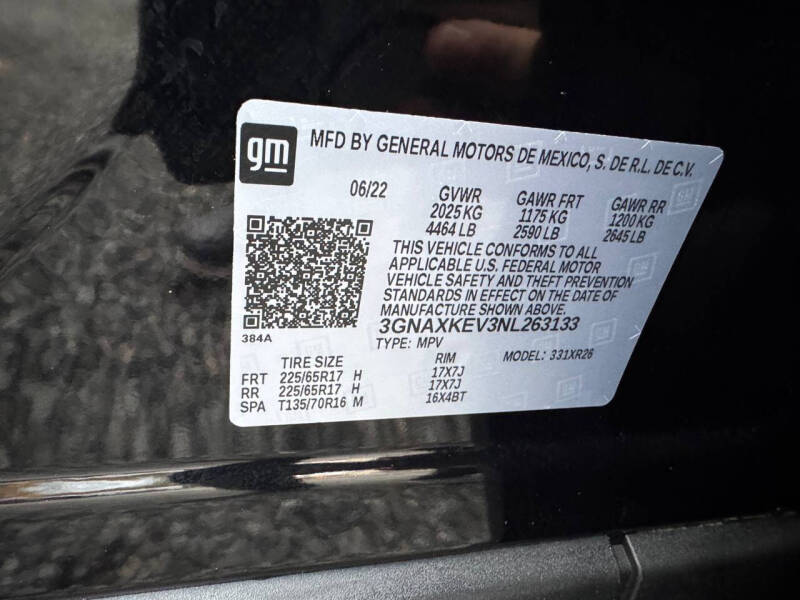 gm
MFD BY GENERAL MOTORS DE MEXICO, S. DE R.L. DE C.V.
06/22 GVWR GAWR FRT GAWR RR
2025 KG 1175 KG 1200 KG
4464 LB 2590 LB 2645 LB
THIS VEHICLE CONFORMS TO ALL
APPLICABLE U.S. FEDERAL MOTOR
VEHICLE SAFETY AND THEFT PREVENTION
STANDARDS IN EFFECT ON THE DATE OF
MANUFACTURE SHOWN ABOVE.
3GNAXKEV3NL263133
384A
TYPE: MPV MODEL: 331XR26
TIRE SIZE RIM
FRT 225/65R17 H 17X7J
RR 225/65R17 H 17X7J
SPA T135/70R16 M 16X4BT